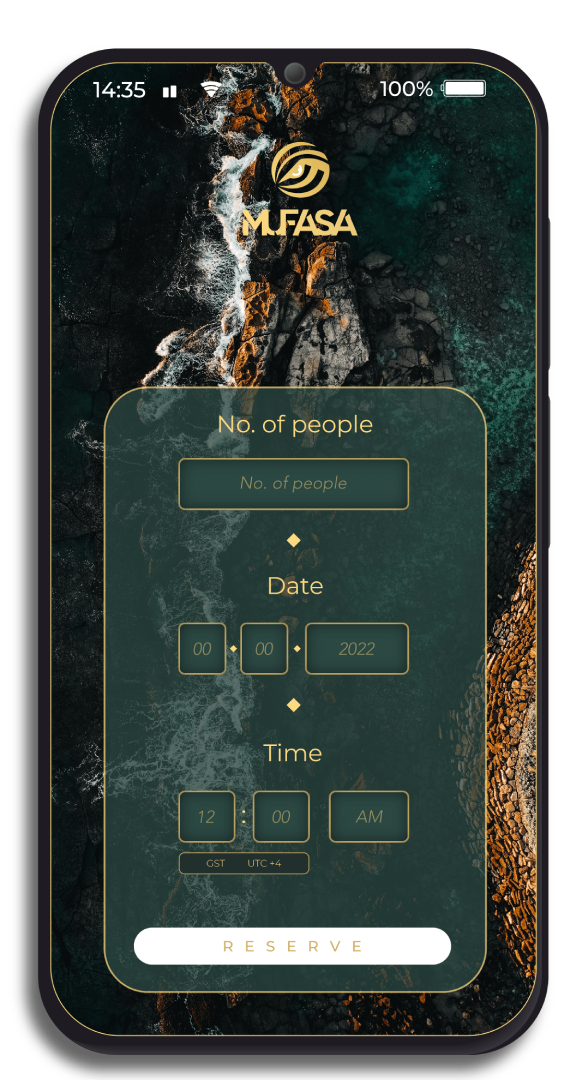 14:35 100%
MUFASA
No. of people
No. of people
Date
00 00 2022
Time
12 : 00 AM
GST UTC +4
RESERVE